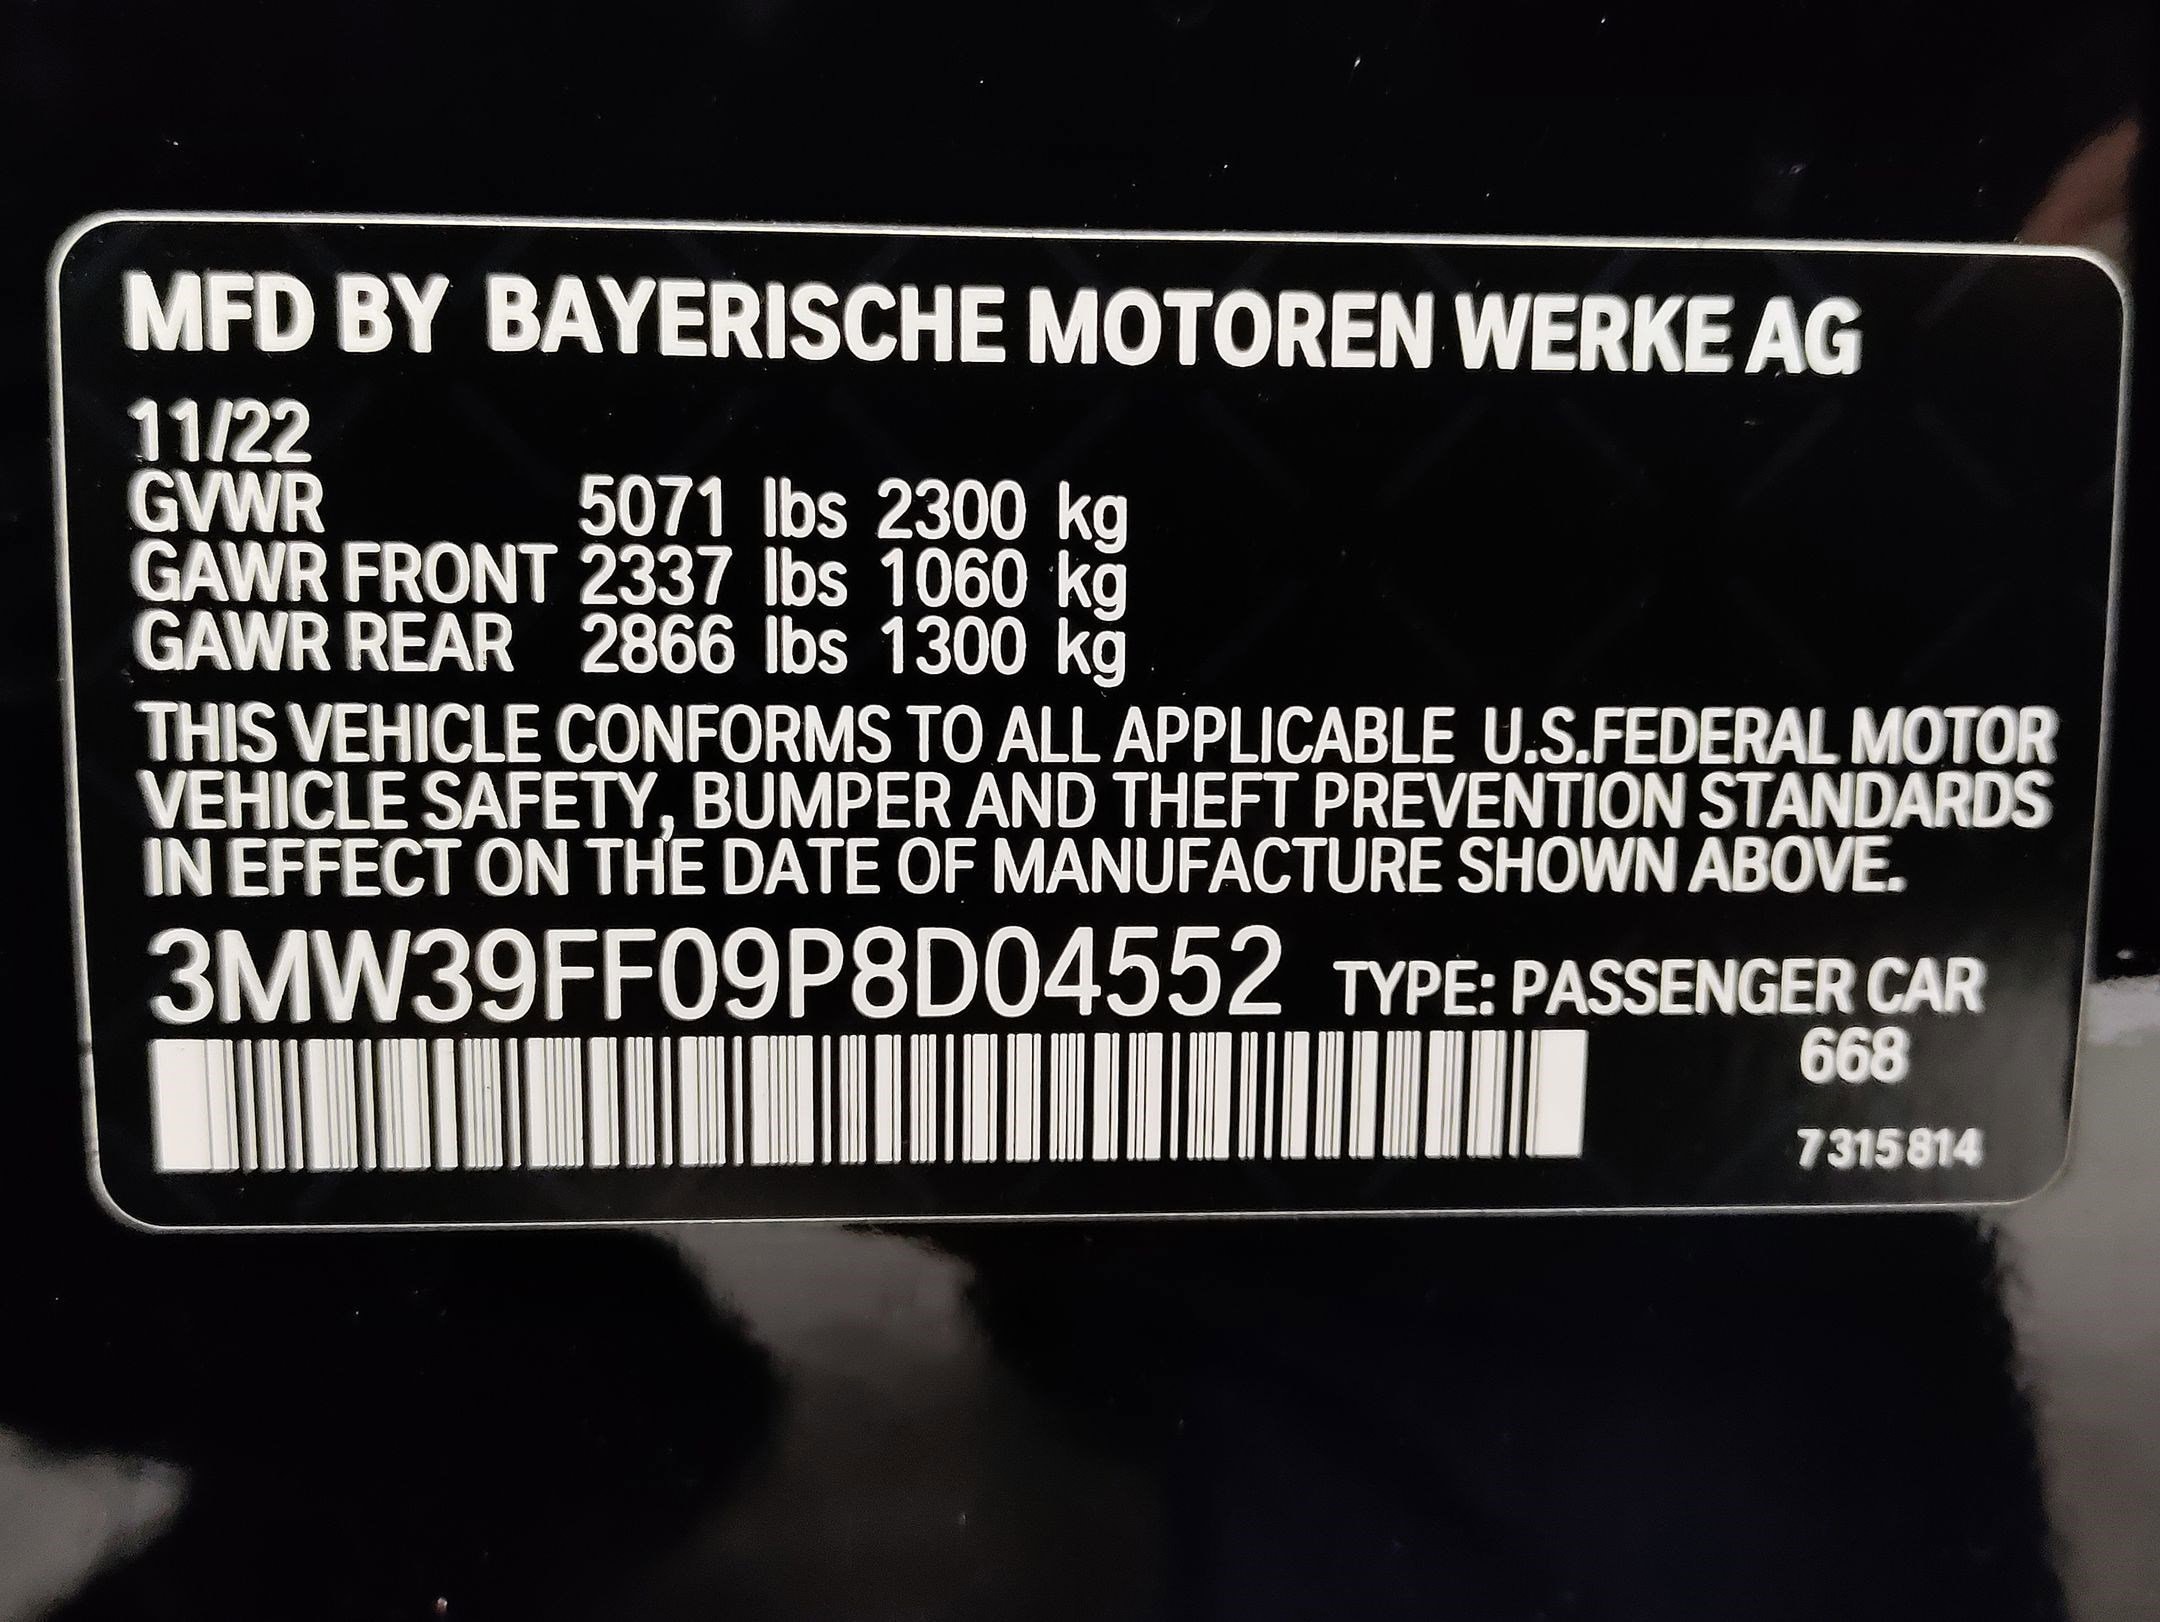 MFD BY BAYERISCHE MOTOREN WERKE AG
11/22
GVWR 5071 lbs 2300 kg
GAWR FRONT 2337 lbs 1060 kg
GAWR REAR 2866 lbs 1300 kg
THIS VEHICLE CONFORMS TO ALL APPLICABLE U.S.FEDERAL MOTOR
VEHICLE SAFETY, BUMPER AND THEFT PREVENTION STANDARDS
IN EFFECT ON THE DATE OF MANUFACTURE SHOWN ABOVE.
3MW39FF09P8D04552 TYPE: PASSENGER CAR
668
7 315 814